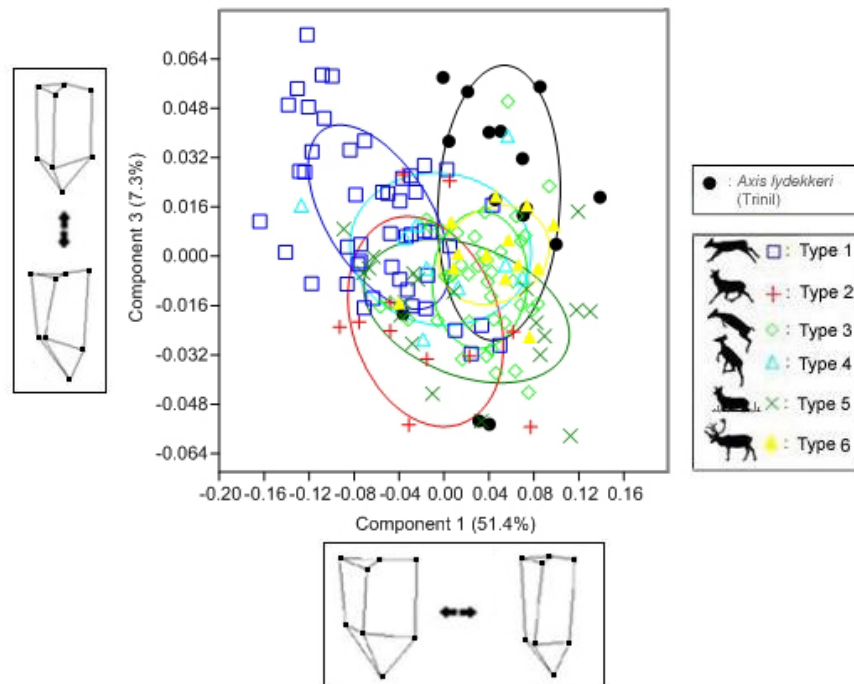 0.064
0.048
0.032
0.016
0.000
-0.016
-0.032
-0.048
-0.064
Component 3 (7.3%)
-0.20 -0.16 -0.12 -0.08 -0.04 0.00 0.04 0.08 0.12 0.16
Component 1 (51.4%)
: Axis lydekkeri
(Trinil)
: Type 1
: Type 2
: Type 3
: Type 4
: Type 5
: Type 6